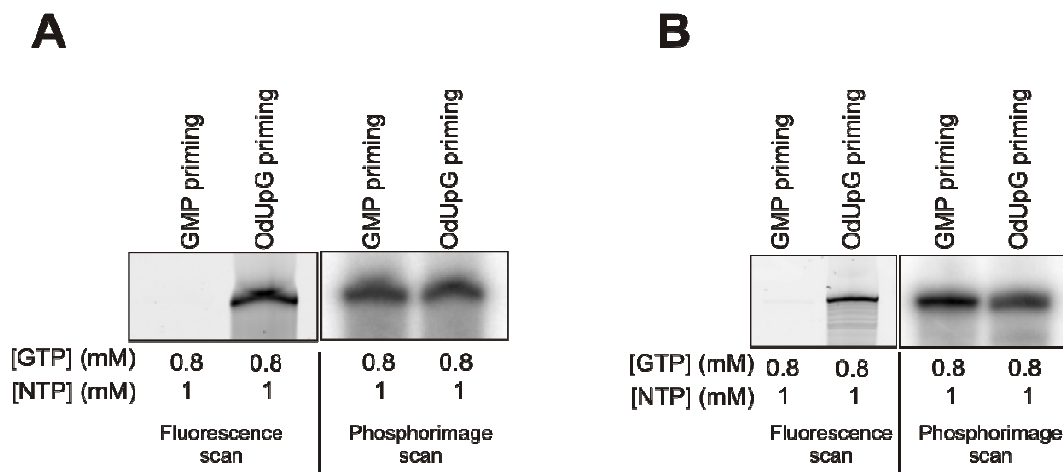 A
GMP priming
OdUpG priming
GMP priming
OdUpG priming
[GTP] (mM) 0.8 0.8 0.8 0.8
[NTP] (mM) 1 1 1 1
Fluorescence
scan
Phosphorimage
scan
B
GMP priming
OdUpG priming
GMP priming
OdUpG priming
[GTP] (mM) 0.8 0.8 0.8 0.8
[NTP] (mM) 1 1 1 1
Fluorescence
scan
Phosphorimage
scan